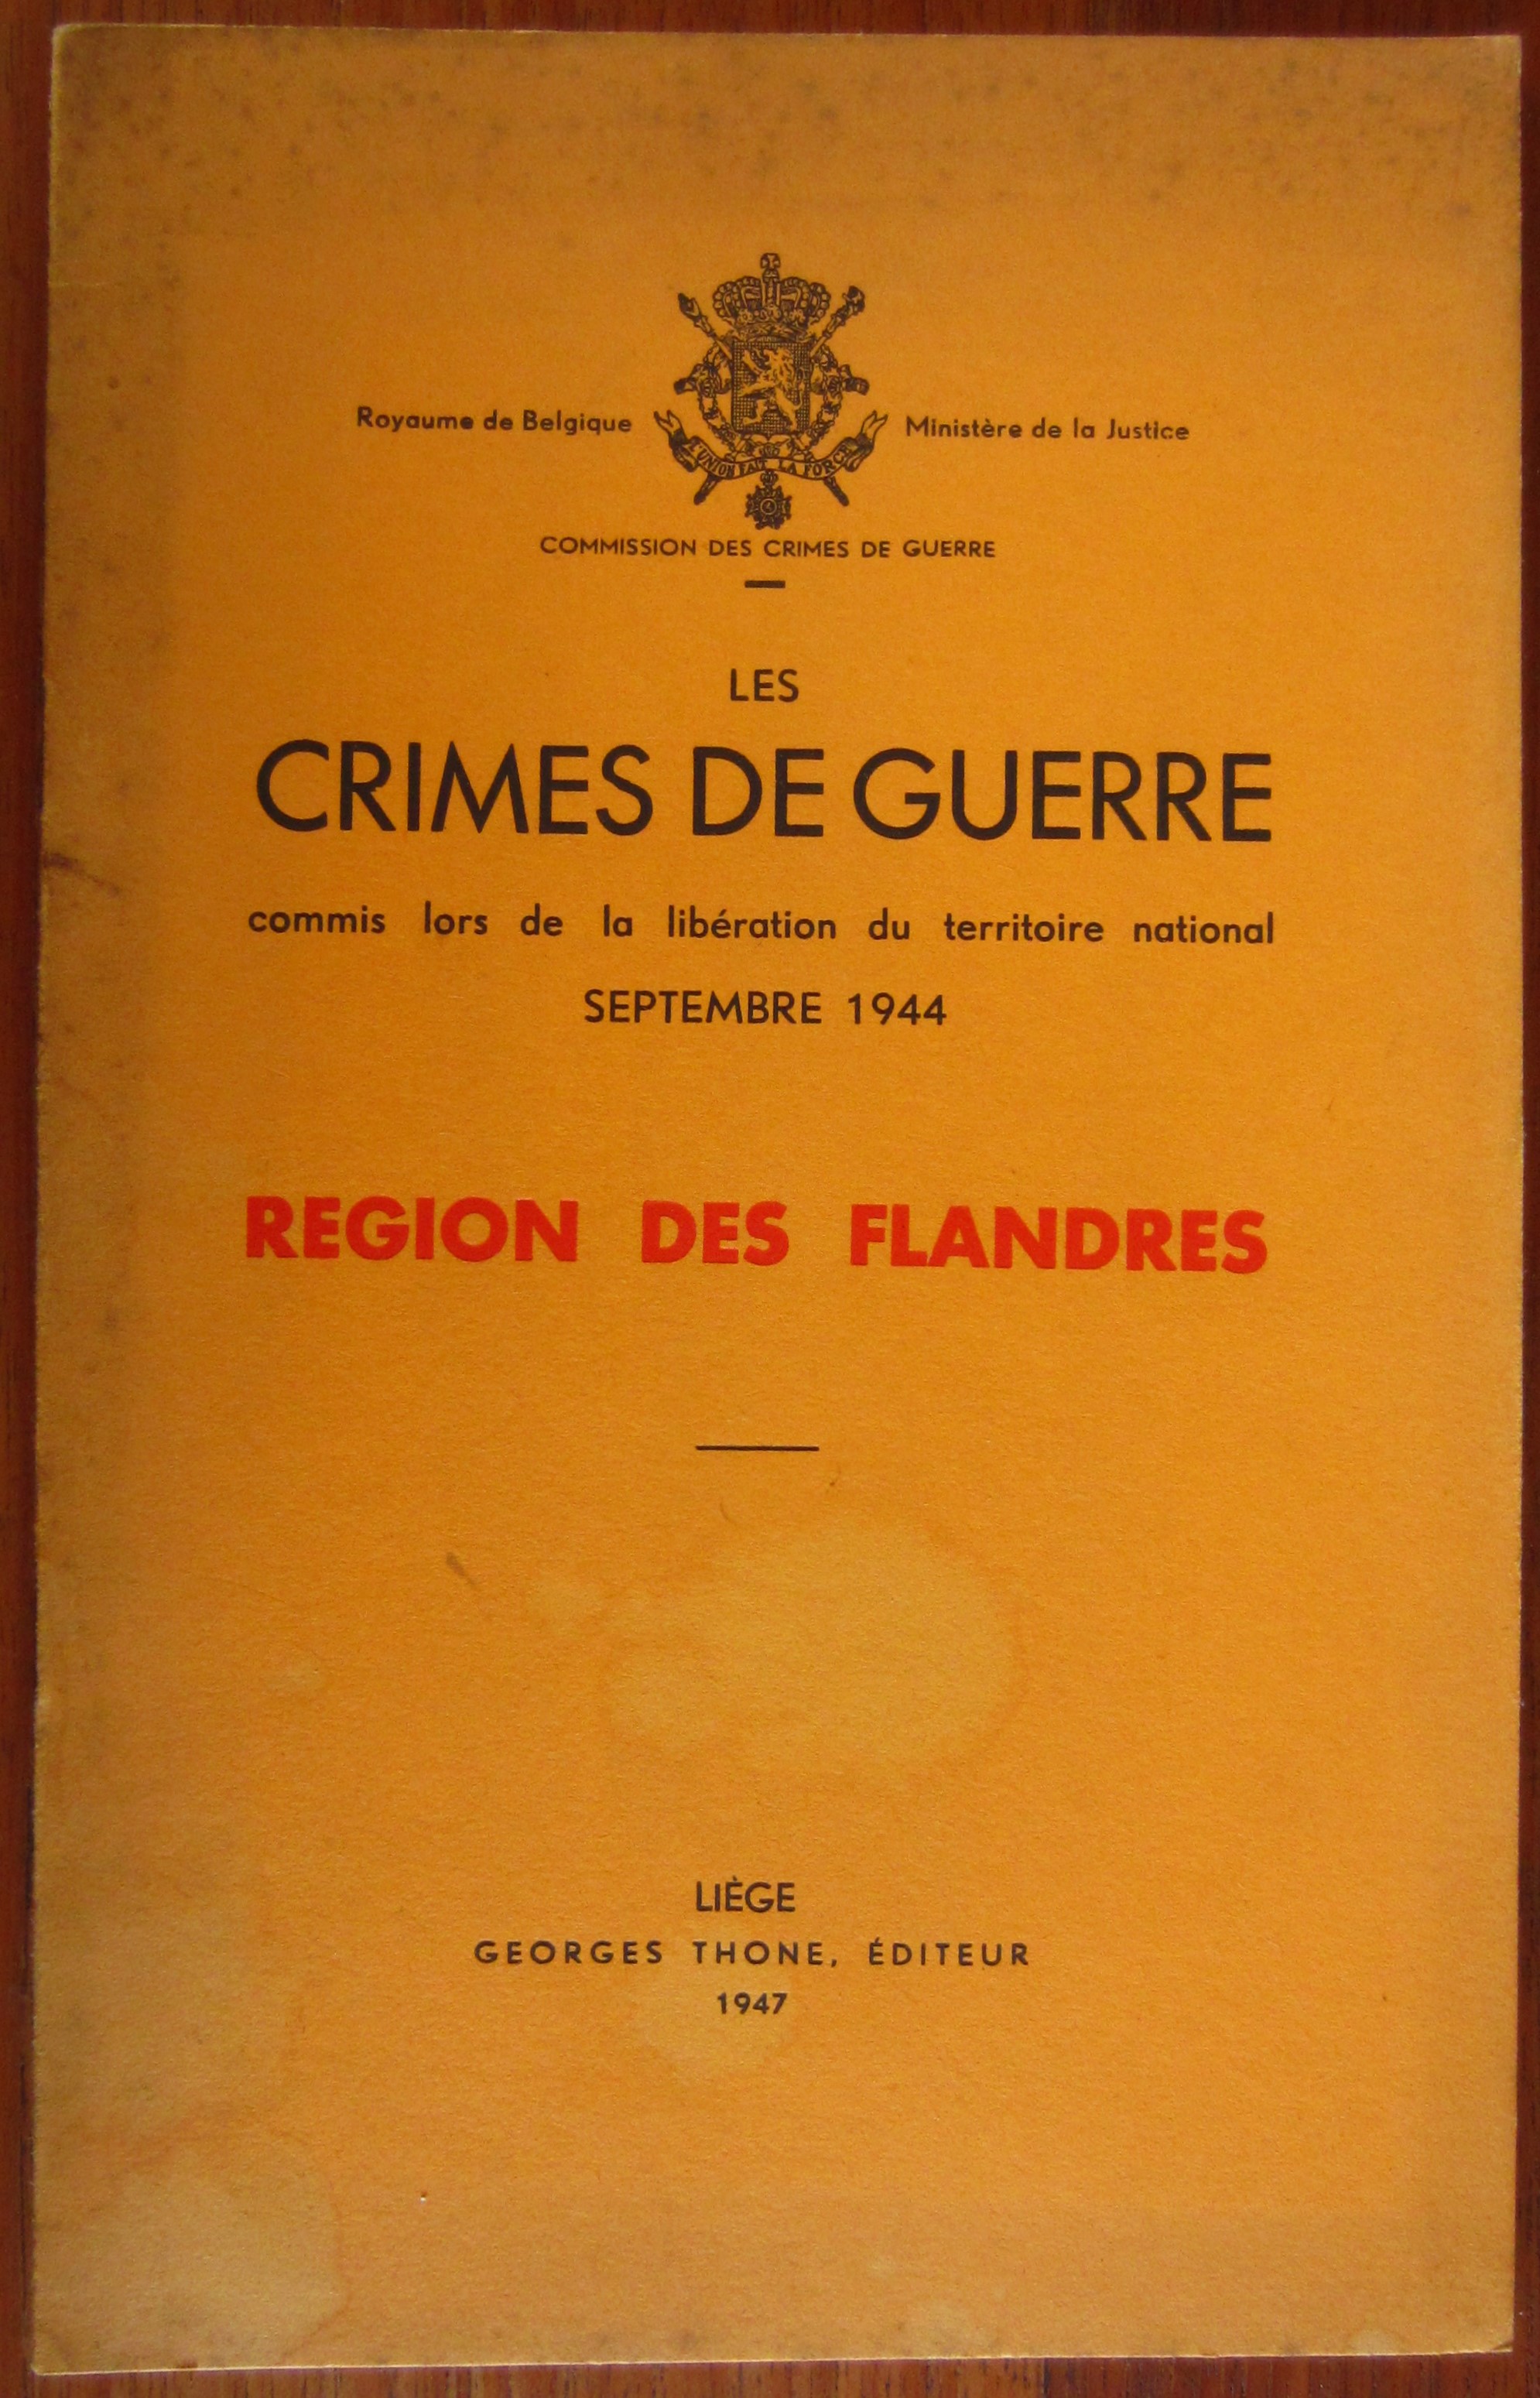 Royaume de Belgique
Ministère de la Justice
L'UNION FAIT LA FORCE
COMMISSION DES CRIMES DE GUERRE
LES
CRIMES DE GUERRE
commis lors de la libération du territoire national
SEPTEMBRE 1944
REGION DES FLANDRES
LIÈGE
GEORGES THONE, ÉDITEUR
1947